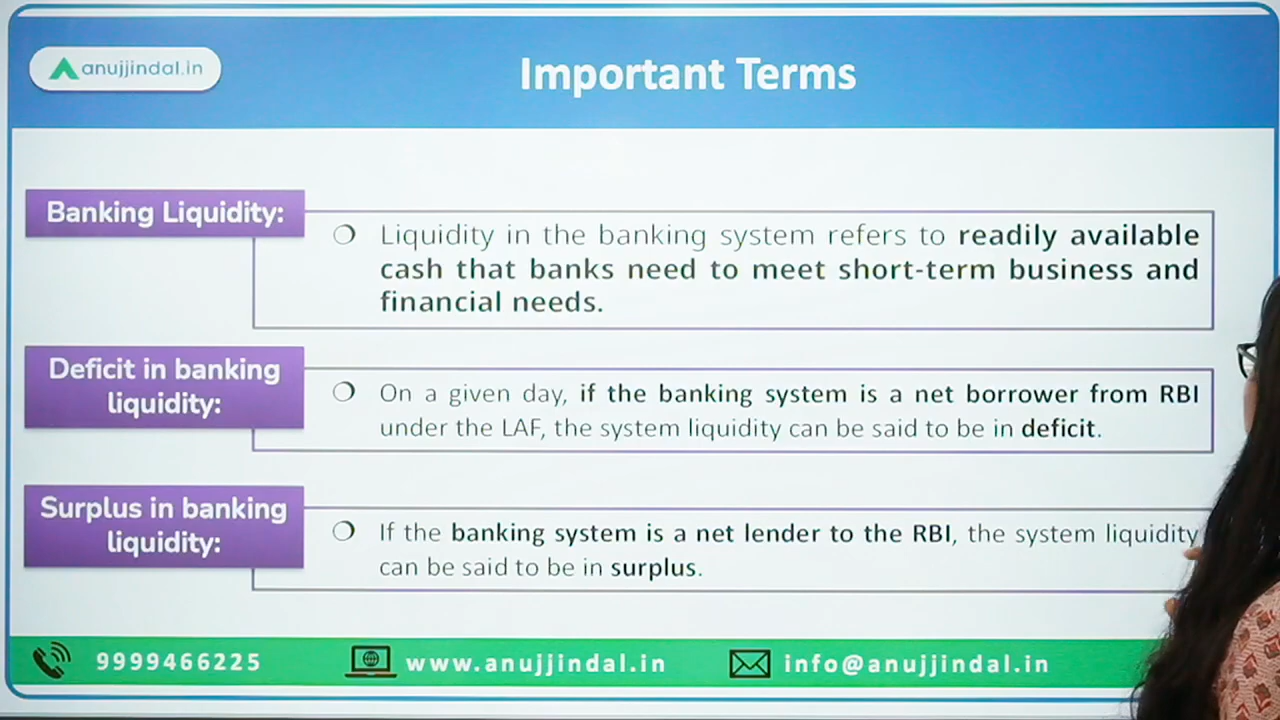 anujjindal.in
Important Terms
Banking Liquidity:
❍ Liquidity in the banking system refers to readily available
cash that banks need to meet short-term business and
financial needs.
Deficit in banking
liquidity:
❍ On a given day, if the banking system is a net borrower from RBI
under the LAF, the system liquidity can be said to be in deficit.
Surplus in banking
liquidity:
❍ If the banking system is a net lender to the RBI, the system liquidity
can be said to be in surplus.
9999466225 www.anujjindal.in info@anujjindal.in